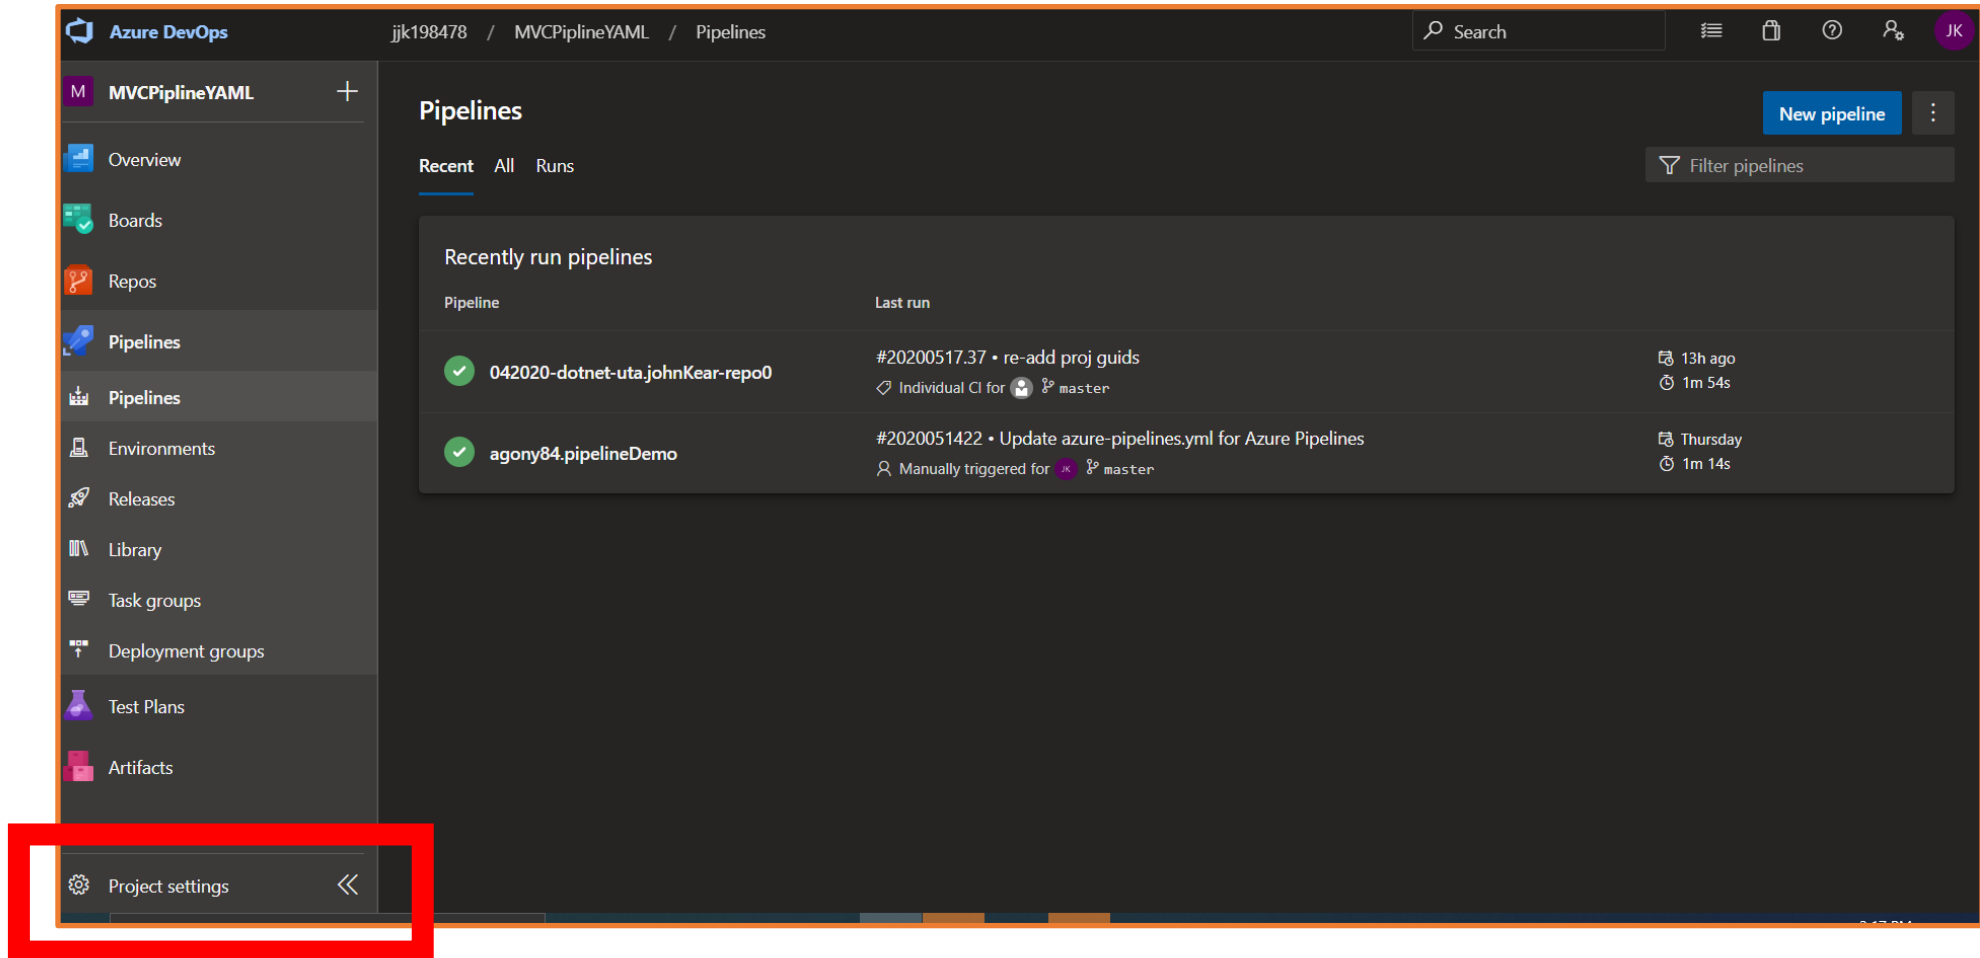 Azure DevOps
jjk198478 / MVCPiplineYAML / Pipelines
Search
JK
M MVCPiplineYAML
Overview
Boards
Repos
Pipelines
Pipelines
Environments
Releases
Library
Task groups
Deployment groups
Test Plans
Artifacts
Project settings
Pipelines
New pipeline
Recent All Runs
Filter pipelines
Recently run pipelines
Pipeline Last run
042020-dotnet-uta.johnKear-repo0
#20200517.37 • re-add proj guids
Individual CI for master
13h ago
1m 54s
agony84.pipelineDemo
#2020051422 • Update azure-pipelines.yml for Azure Pipelines
Manually triggered for JK master
Thursday
1m 14s